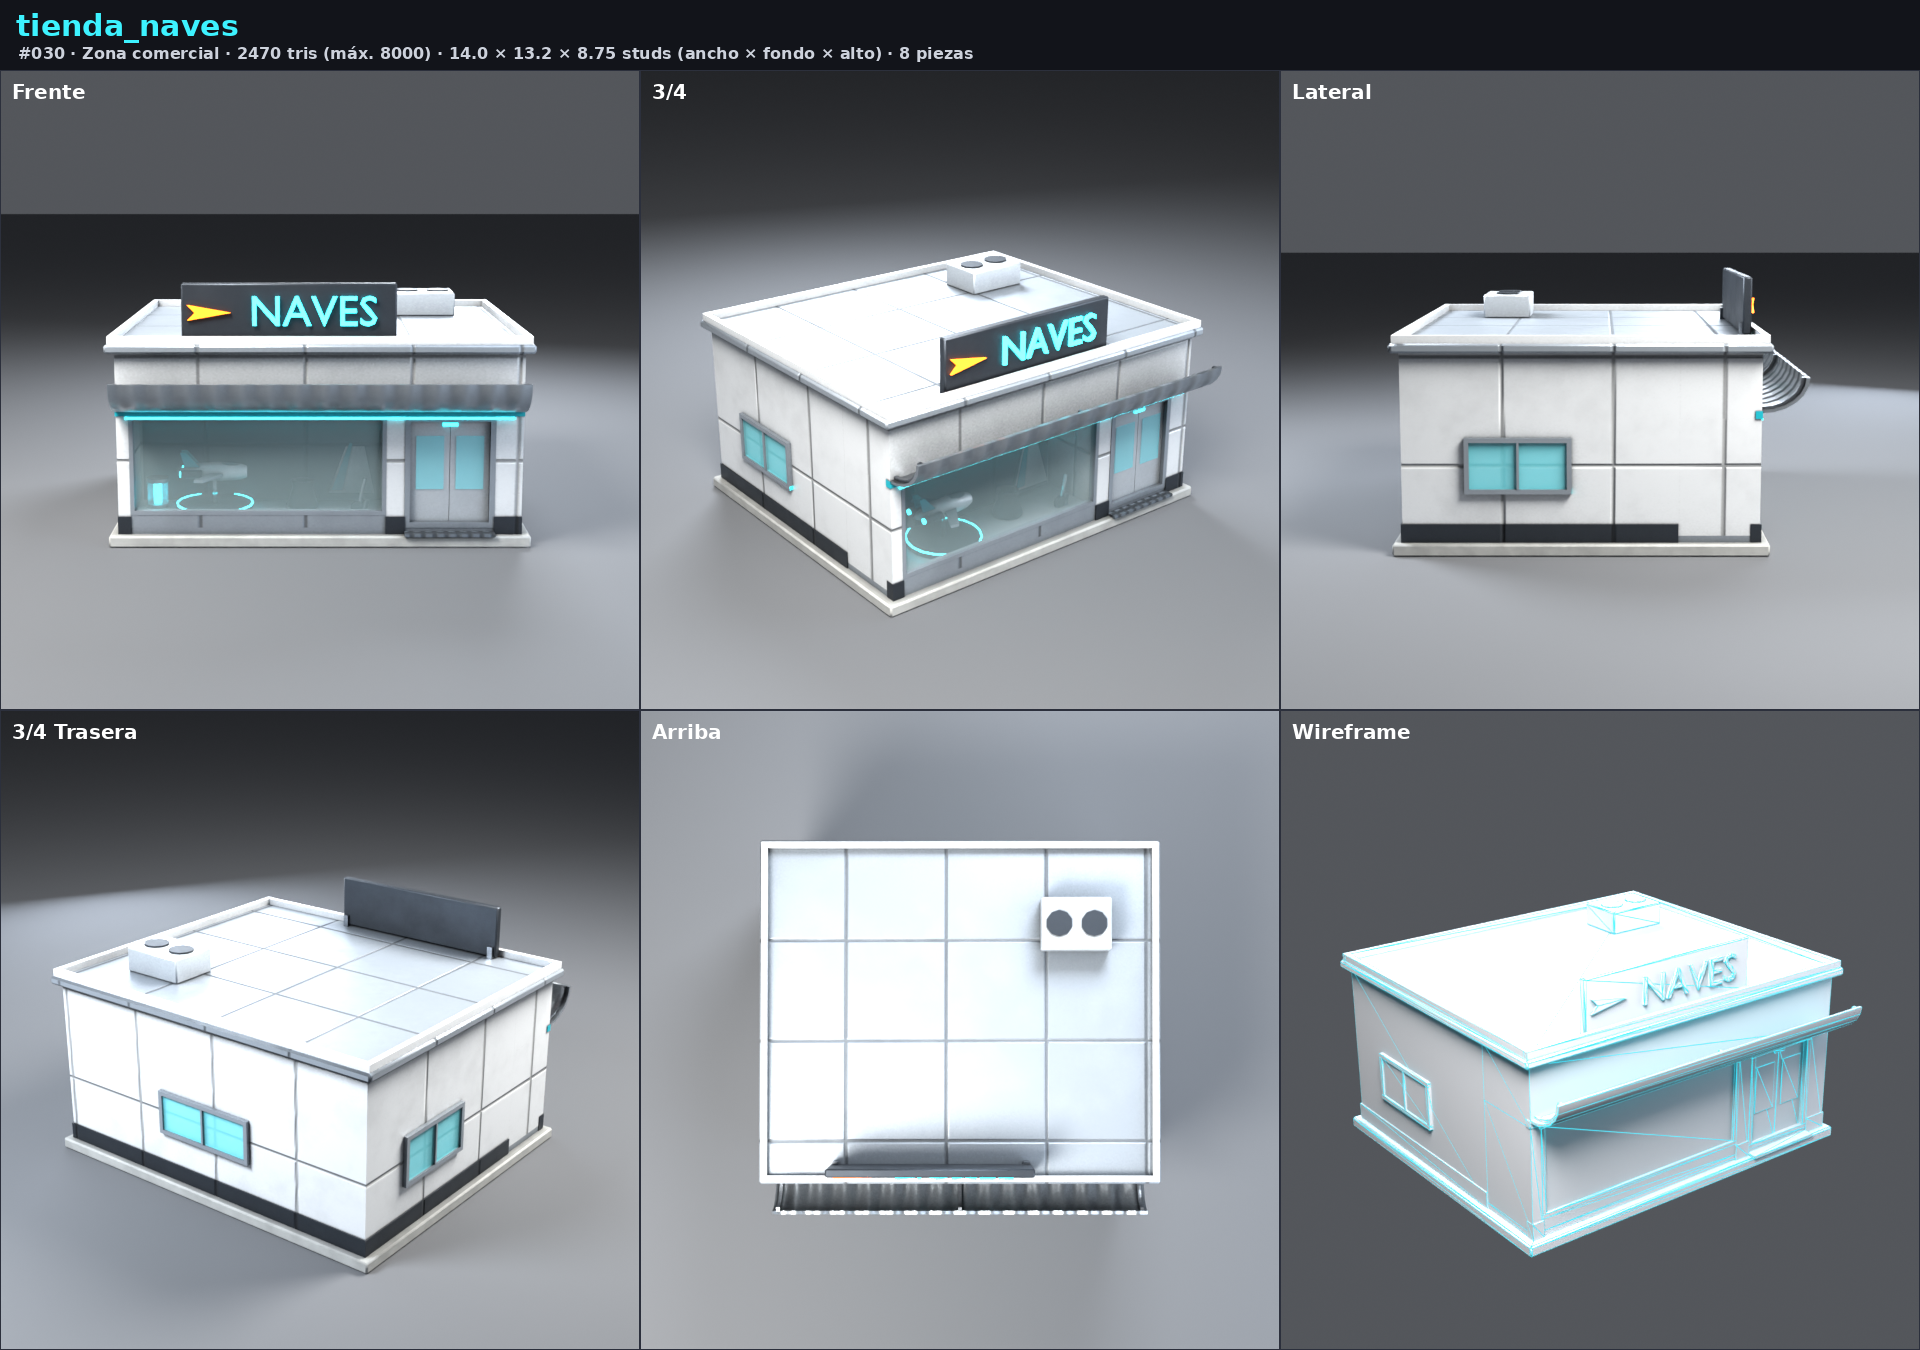 tienda_naves
#030 · Zona comercial · 2470 tris (máx. 8000) · 14.0 × 13.2 × 8.75 studs (ancho × fondo × alto) · 8 piezas
Frente
3/4
Lateral
NAVES
NAVES
3/4 Trasera
Arriba
Wireframe
NAVES